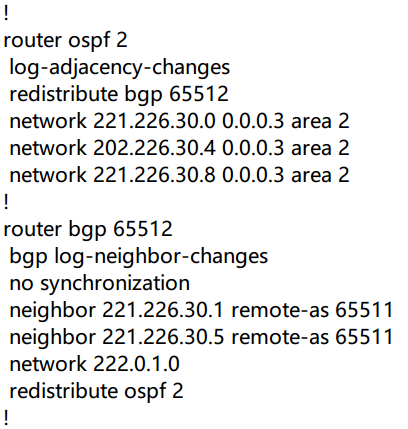 !
router ospf 2
 log-adjacency-changes
 redistribute bgp 65512
 network 221.226.30.0 0.0.0.3 area 2
 network 202.226.30.4 0.0.0.3 area 2
 network 221.226.30.8 0.0.0.3 area 2
!
router bgp 65512
 bgp log-neighbor-changes
 no synchronization
 neighbor 221.226.30.1 remote-as 65511
 neighbor 221.226.30.5 remote-as 65511
 network 222.0.1.0
 redistribute ospf 2
!